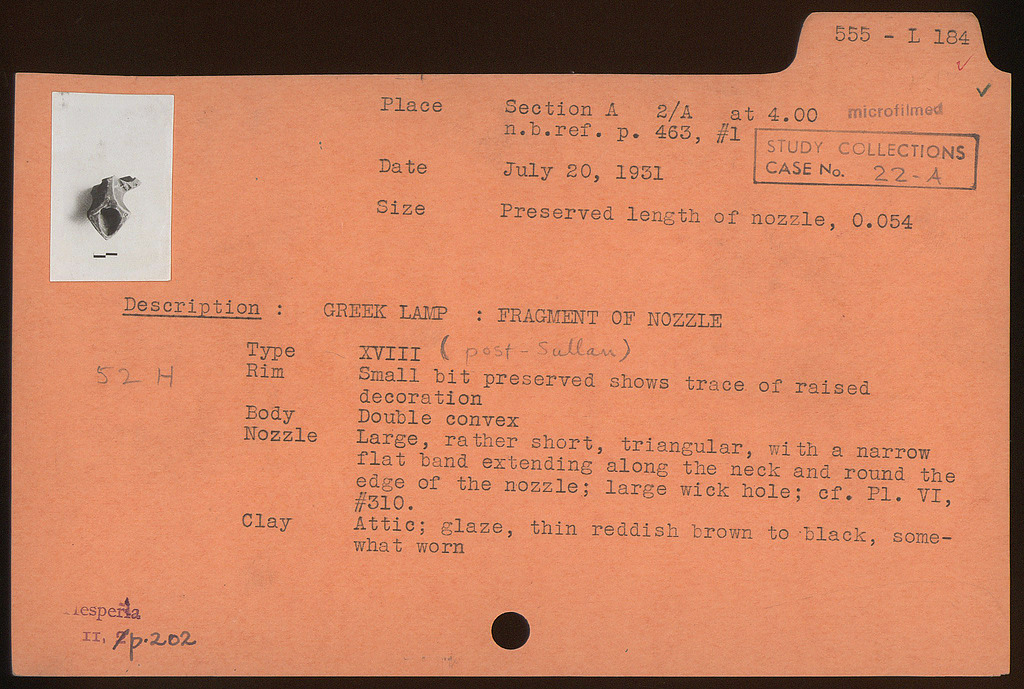 555 - L 184
Place Section A 2/A at 4.00 microfilmed
n.b.ref. p. 463, #1
STUDY COLLECTIONS
CASE No. 22-A
Date July 20, 1931
Size Preserved length of nozzle, 0.054
Description : GREEK LAMP : FRAGMENT OF NOZZLE
Type XVIII (post-Sullan)
52 H
Rim Small bit preserved shows trace of raised
decoration
Body Double convex
Nozzle Large, rather short, triangular, with a narrow
flat band extending along the neck and round the
edge of the nozzle; large wick hole; cf. Pl. VI,
#310.
Clay Attic; glaze, thin reddish brown to black, some-
what worn
Hesperia
II, p.202